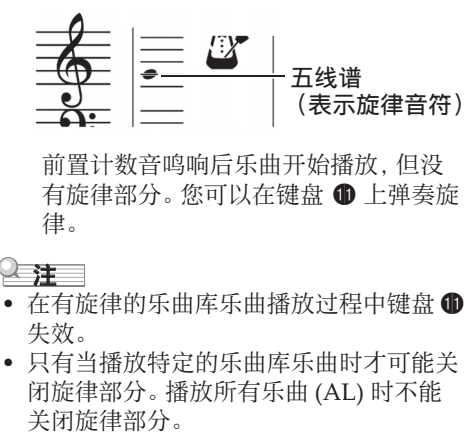 五线谱
（表示旋律音符）
前置计数音鸣响后乐曲开始播放，但没
有旋律部分。您可以在键盘 ⓫ 上弹奏旋
律。
注
• 在有旋律的乐曲库乐曲播放过程中键盘 ⓫
失效。
• 只有当播放特定的乐曲库乐曲时才可能关
闭旋律部分。播放所有乐曲 (AL) 时不能
关闭旋律部分。